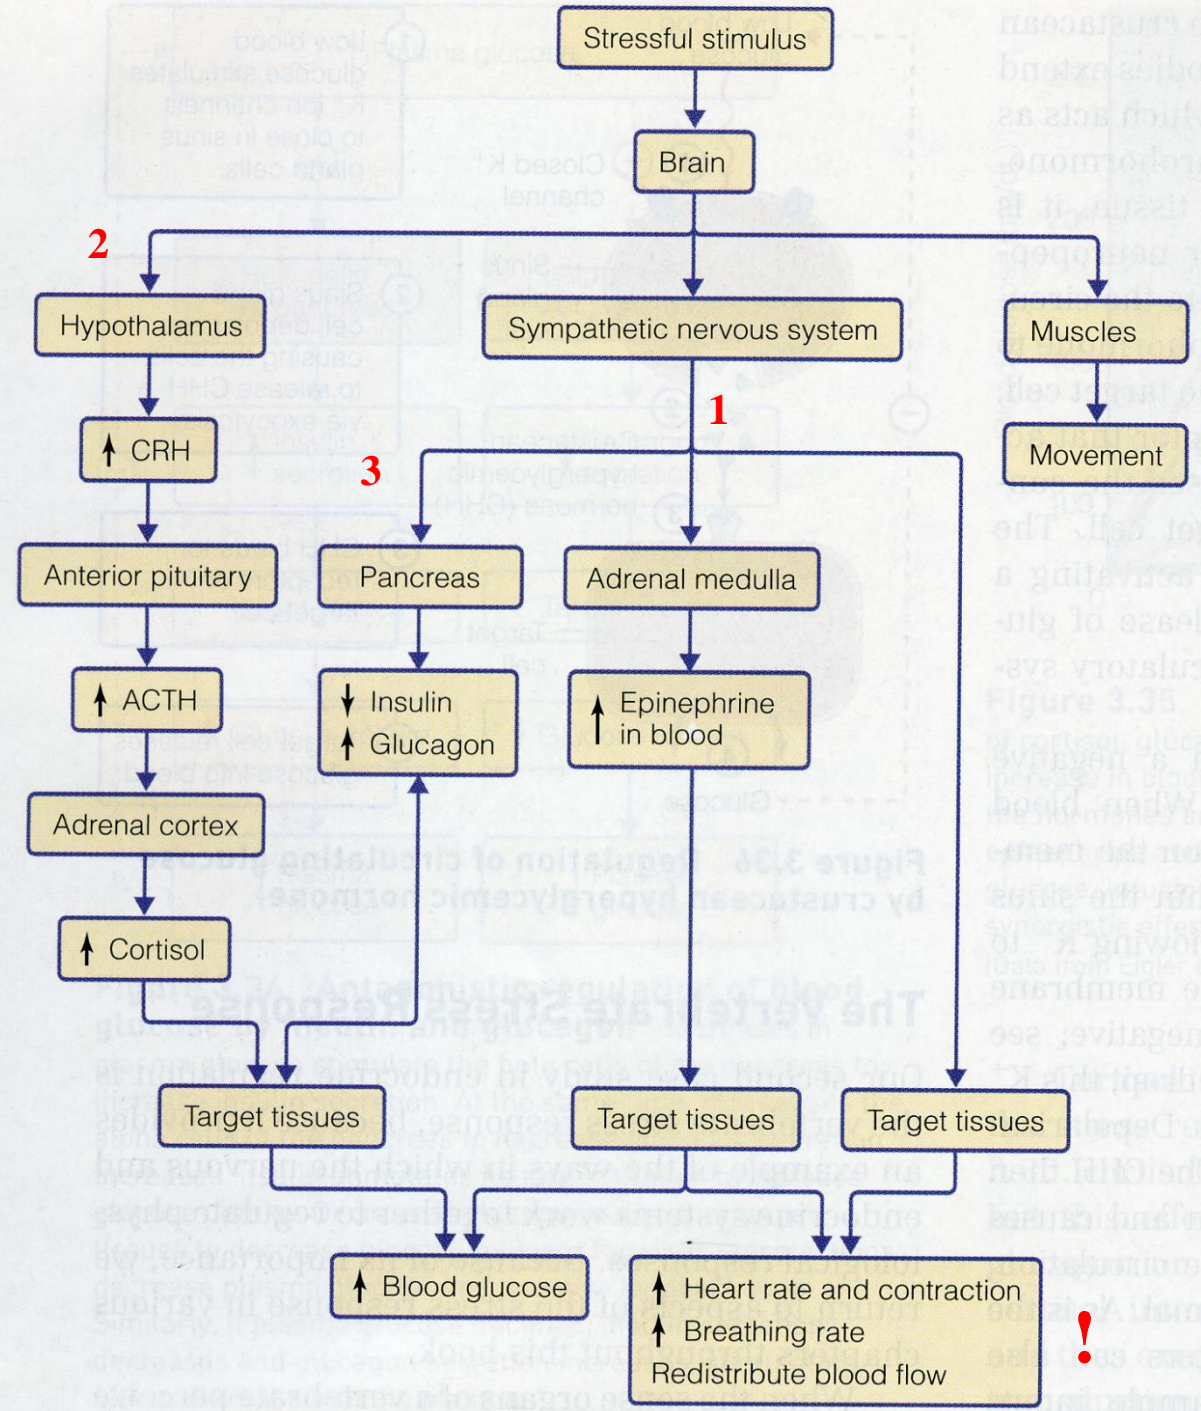 Stressful stimulus
Brain
2
Hypothalamus
Sympathetic nervous system
Muscles
1
↑ CRH
3
Movement
Anterior pituitary
Pancreas
Adrenal medulla
↑ ACTH
↓ Insulin
↑ Glucagon
↑ Epinephrine
in blood
Adrenal cortex
↑ Cortisol
Target tissues
Target tissues
Target tissues
↑ Blood glucose
↑ Heart rate and contraction
↑ Breathing rate
Redistribute blood flow
!